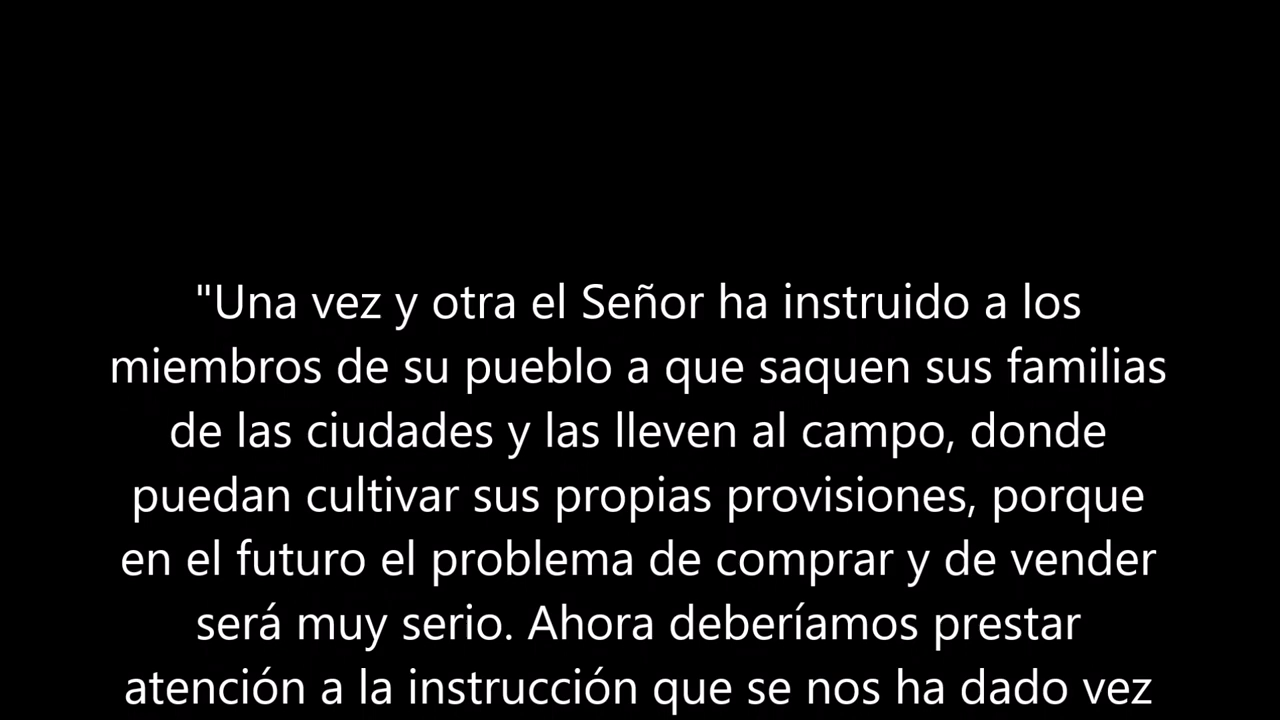 "Una vez y otra el Señor ha instruido a los
miembros de su pueblo a que saquen sus familias
de las ciudades y las lleven al campo, donde
puedan cultivar sus propias provisiones, porque
en el futuro el problema de comprar y de vender
será muy serio. Ahora deberíamos prestar
atención a la instrucción que se nos ha dado vez